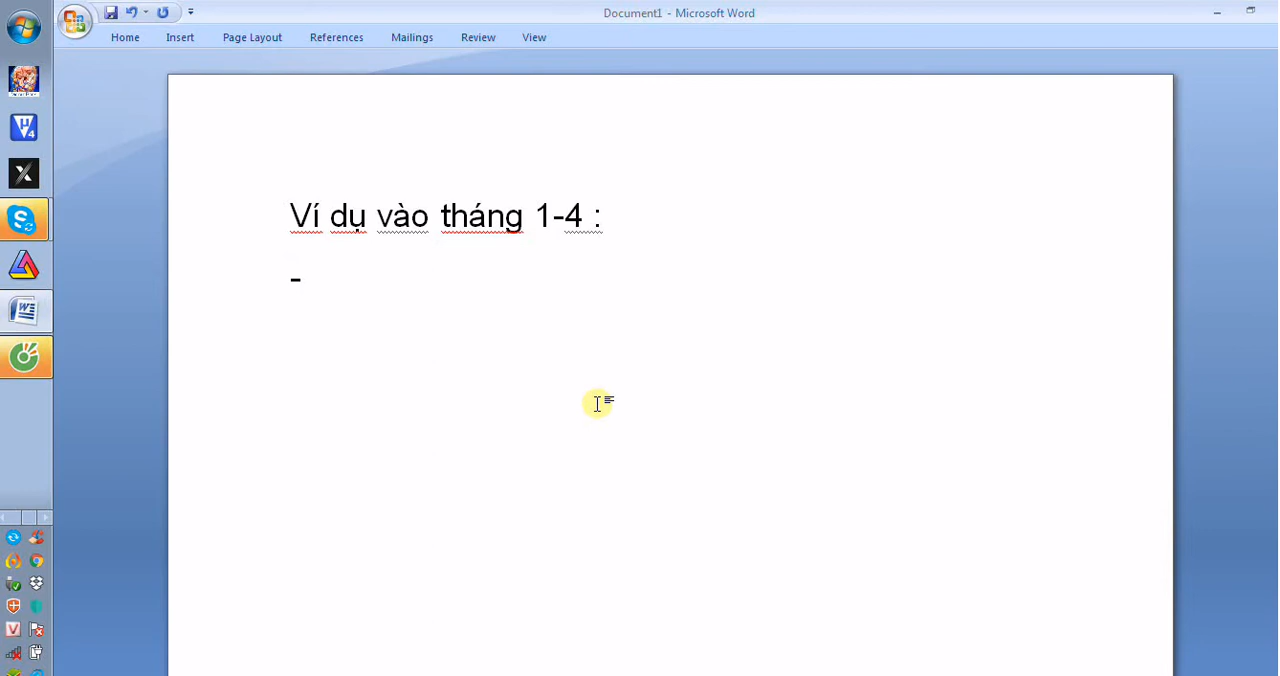 Document1 - Microsoft Word
Home Insert Page Layout References Mailings Review View
Ví dụ vào tháng 1-4 :
-